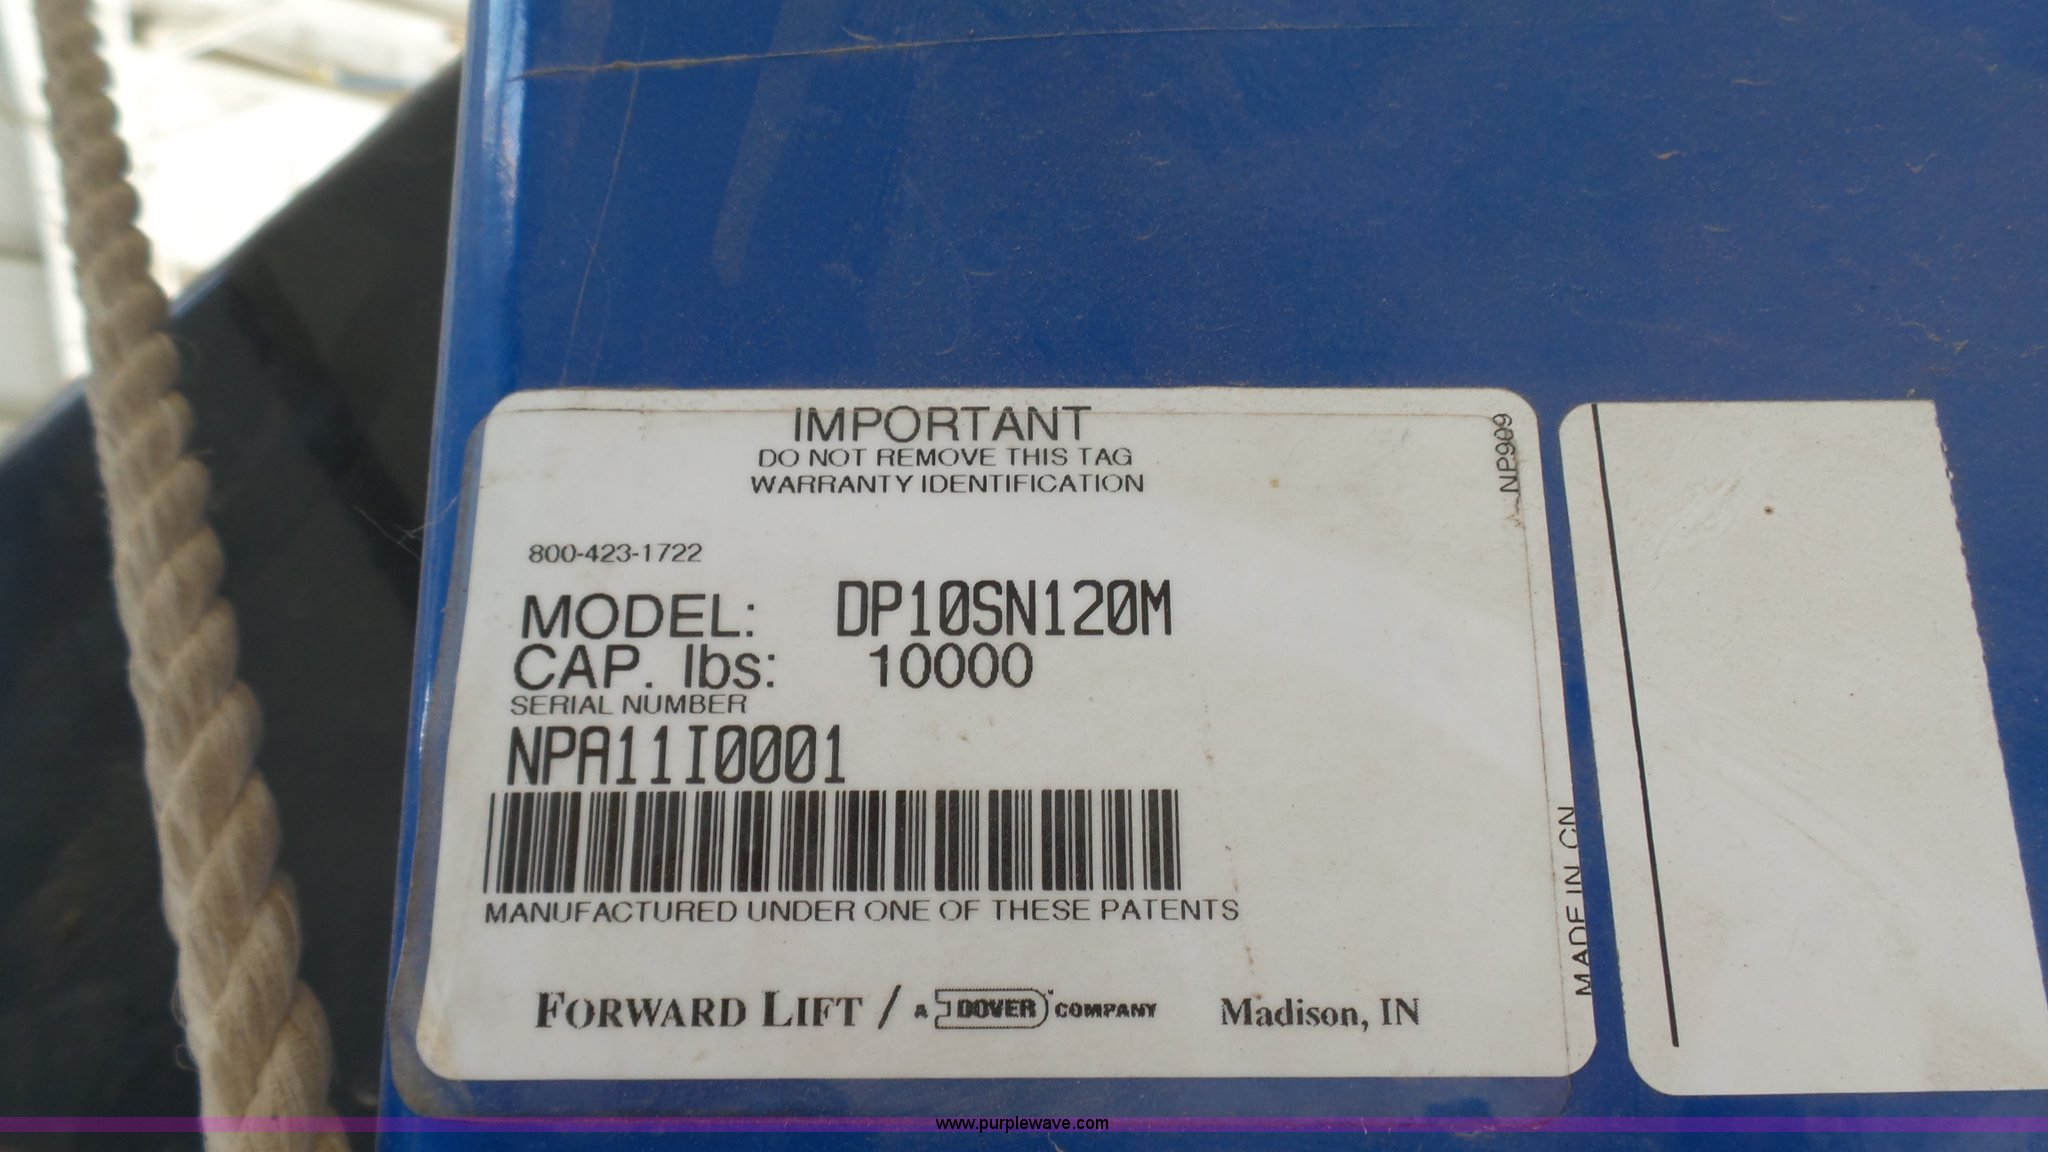 IMPORTANT
DO NOT REMOVE THIS TAG
WARRANTY IDENTIFICATION
NP909
800-423-1722
MODEL: DP10SN120M
CAP. lbs: 10000
SERIAL NUMBER
NPA11I0001
MANUFACTURED UNDER ONE OF THESE PATENTS
MADE IN CN
FORWARD LIFT / A DOVER COMPANY Madison, IN
www.purplewave.com